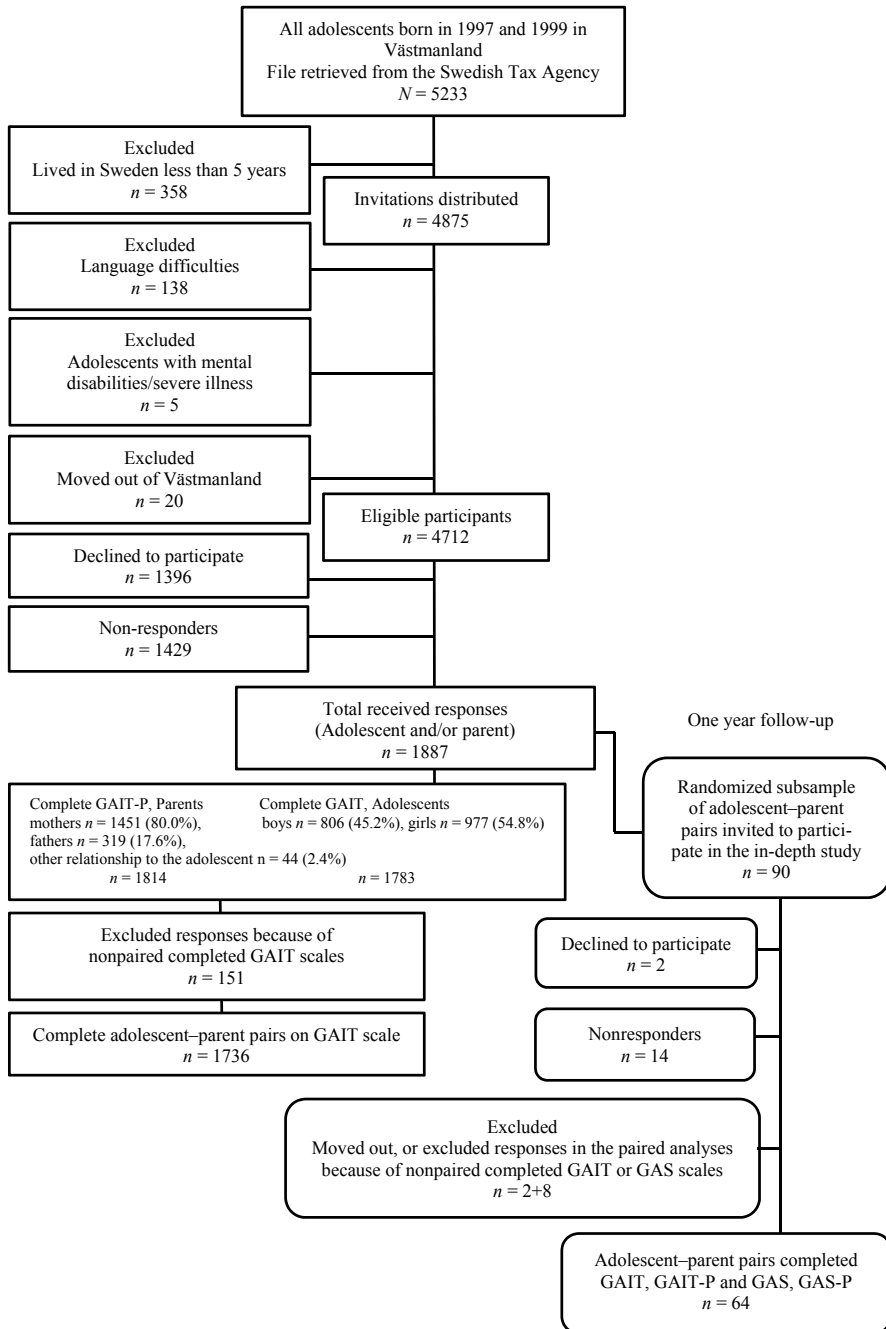 All adolescents born in 1997 and 1999 in
Västmanland
File retrieved from the Swedish Tax Agency
N = 5233
Excluded
Lived in Sweden less than 5 years
n = 358
Invitations distributed
n = 4875
Excluded
Language difficulties
n = 138
Excluded
Adolescents with mental
disabilities/severe illness
n = 5
Excluded
Moved out of Västmanland
n = 20
Eligible participants
n = 4712
Declined to participate
n = 1396
Non-responders
n = 1429
Total received responses
(Adolescent and/or parent)
n = 1887
Complete GAIT-P, Parents
mothers n = 1451 (80.0%),
fathers n = 319 (17.6%),
other relationship to the adolescent n = 44 (2.4%)
n = 1814
Complete GAIT, Adolescents
boys n = 806 (45.2%), girls n = 977 (54.8%)
n = 1783
Excluded responses because of
nonpaired completed GAIT scales
n = 151
Complete adolescent–parent pairs on GAIT scale
n = 1736
One year follow-up
Randomized subsample
of adolescent–parent
pairs invited to partici-
pate in the in-depth study
n = 90
Declined to participate
n = 2
Nonresponders
n = 14
Excluded
Moved out, or excluded responses in the paired analyses
because of nonpaired completed GAIT or GAS scales
n = 2+8
Adolescent–parent pairs completed
GAIT, GAIT-P and GAS, GAS-P
n = 64